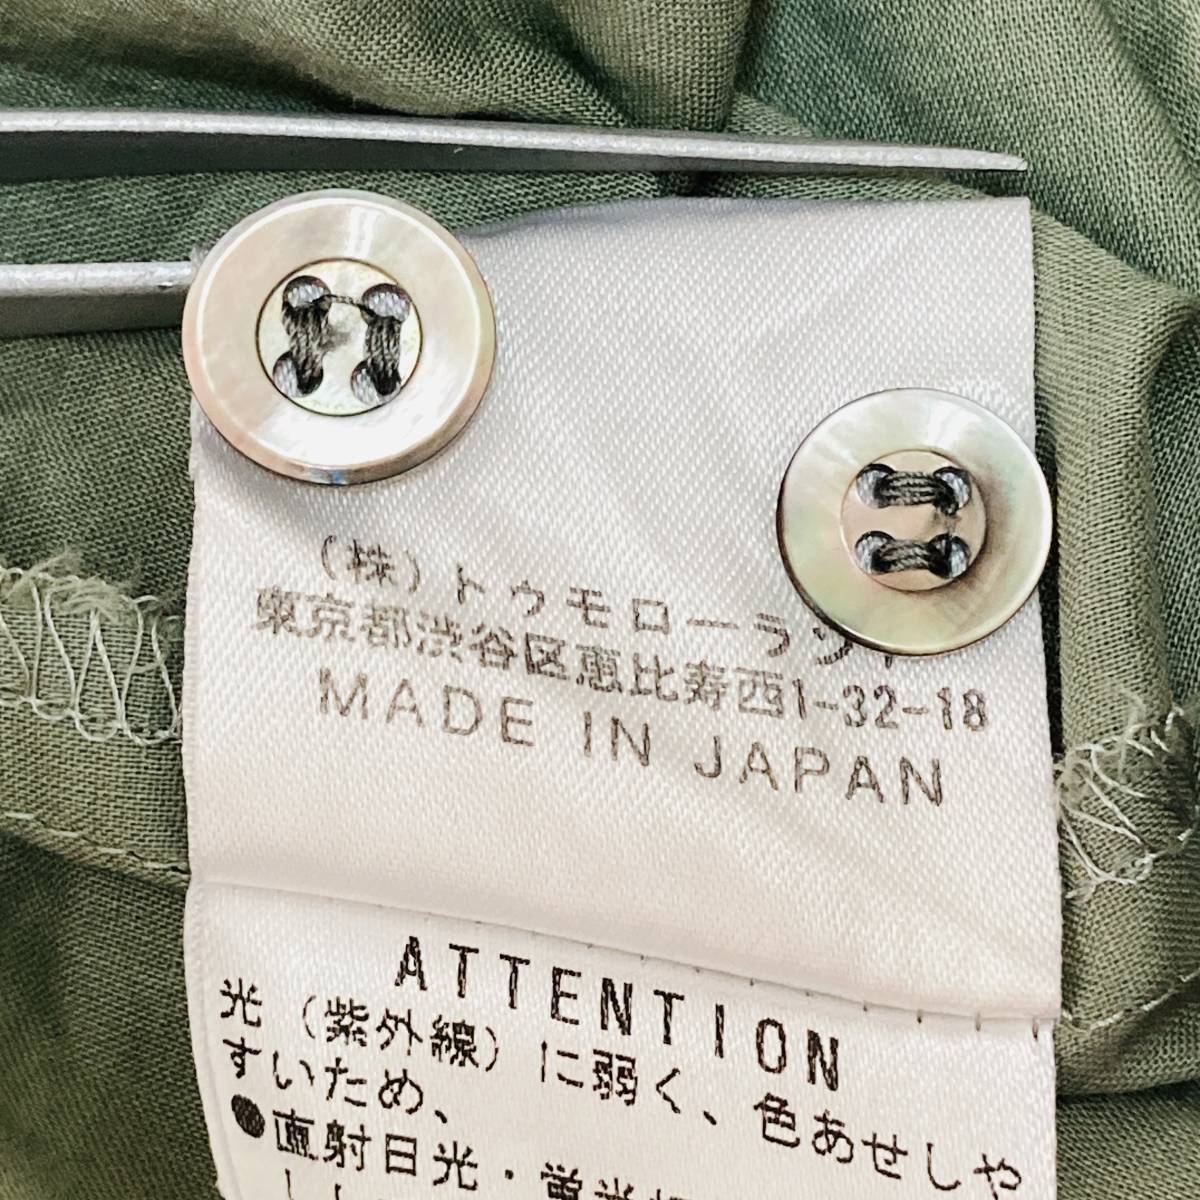 (株)トゥモローラン
東京都渋谷区恵比寿西1-32-18
MADE IN JAPAN
ATTENTION
光(紫外線)に弱く、色あせしや
すいため、
●直射日光・蛍光